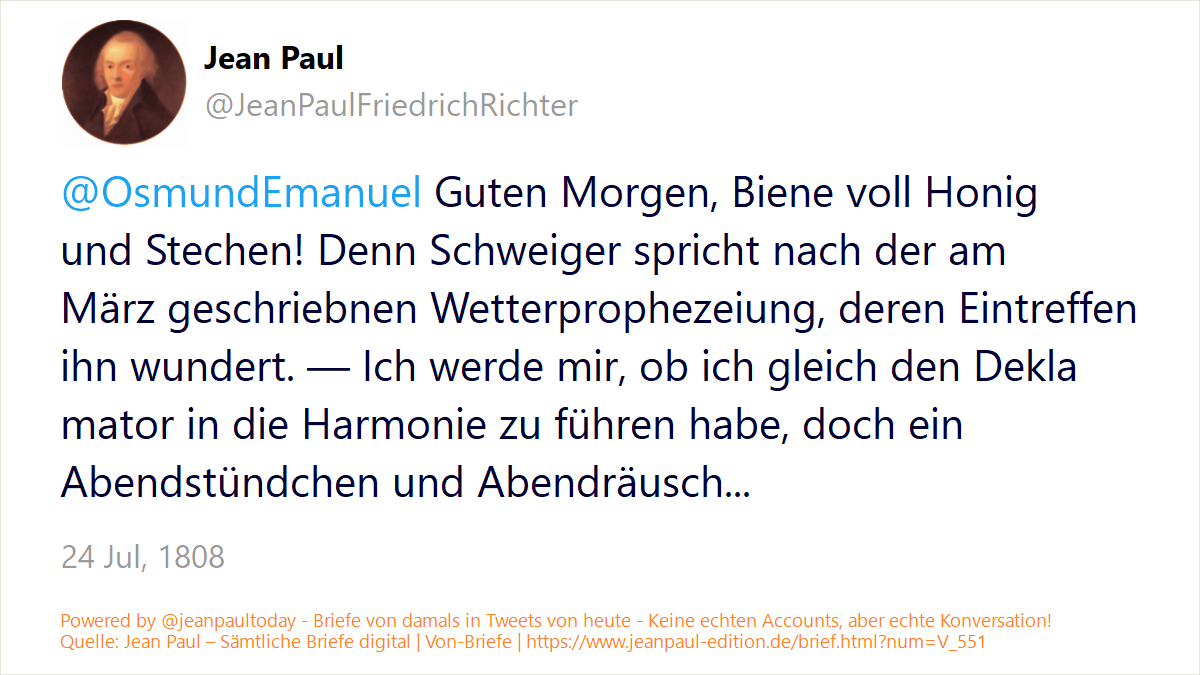 Jean Paul
@JeanPaulFriedrichRichter
@OsmundEmanuel Guten Morgen, Biene voll Honig
und Stechen! Denn Schweiger spricht nach der am
März geschriebnen Wetterprophezeiung, deren Eintreffen
ihn wundert. — Ich werde mir, ob ich gleich den Dekla
mator in die Harmonie zu führen habe, doch ein
Abendstündchen und Abendräusch...
24 Jul, 1808
Powered by @jeanpaultoday - Briefe von damals in Tweets von heute - Keine echten Accounts, aber echte Konversation!
Quelle: Jean Paul – Sämtliche Briefe digital | Von-Briefe | https://www.jeanpaul-edition.de/brief.html?num=V_551